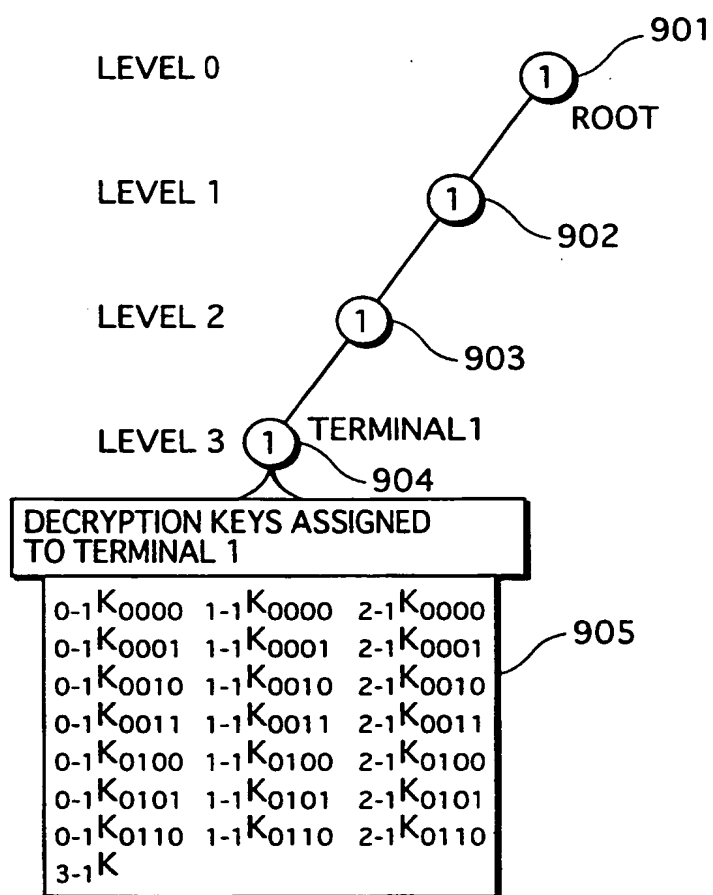 901
LEVEL 0
1
ROOT
LEVEL 1
1
902
LEVEL 2
1
903
LEVEL 3
1
TERMINAL1
904
DECRYPTION KEYS ASSIGNED
TO TERMINAL 1
0-1K0000 1-1K0000 2-1K0000
905
0-1K0001 1-1K0001 2-1K0001
0-1K0010 1-1K0010 2-1K0010
0-1K0011 1-1K0011 2-1K0011
0-1K0100 1-1K0100 2-1K0100
0-1K0101 1-1K0101 2-1K0101
0-1K0110 1-1K0110 2-1K0110
3-1K